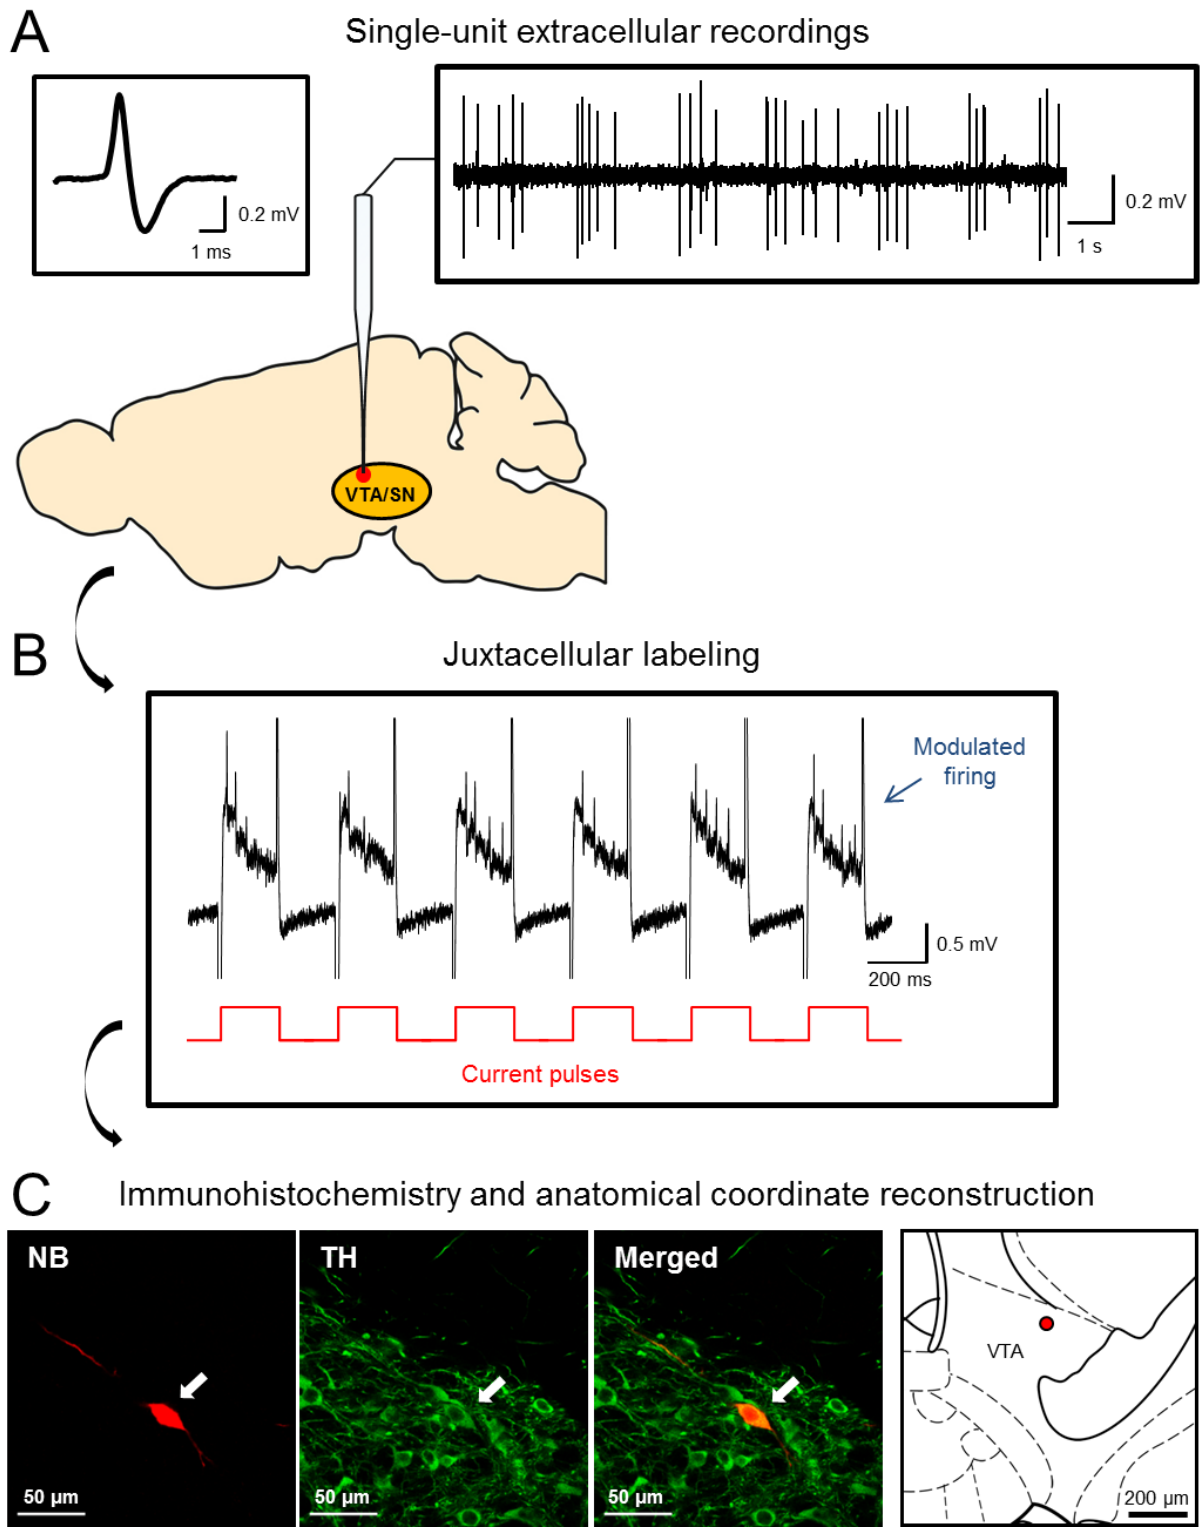 A
Single-unit extracellular recordings
0.2 mV
1 ms
0.2 mV
1 s
VTA/SN
B
Juxtacellular labeling
Modulated
firing
0.5 mV
200 ms
Current pulses
C
Immunohistochemistry and anatomical coordinate reconstruction
NB
TH
Merged
VTA
50 µm
50 µm
50 µm
200 µm